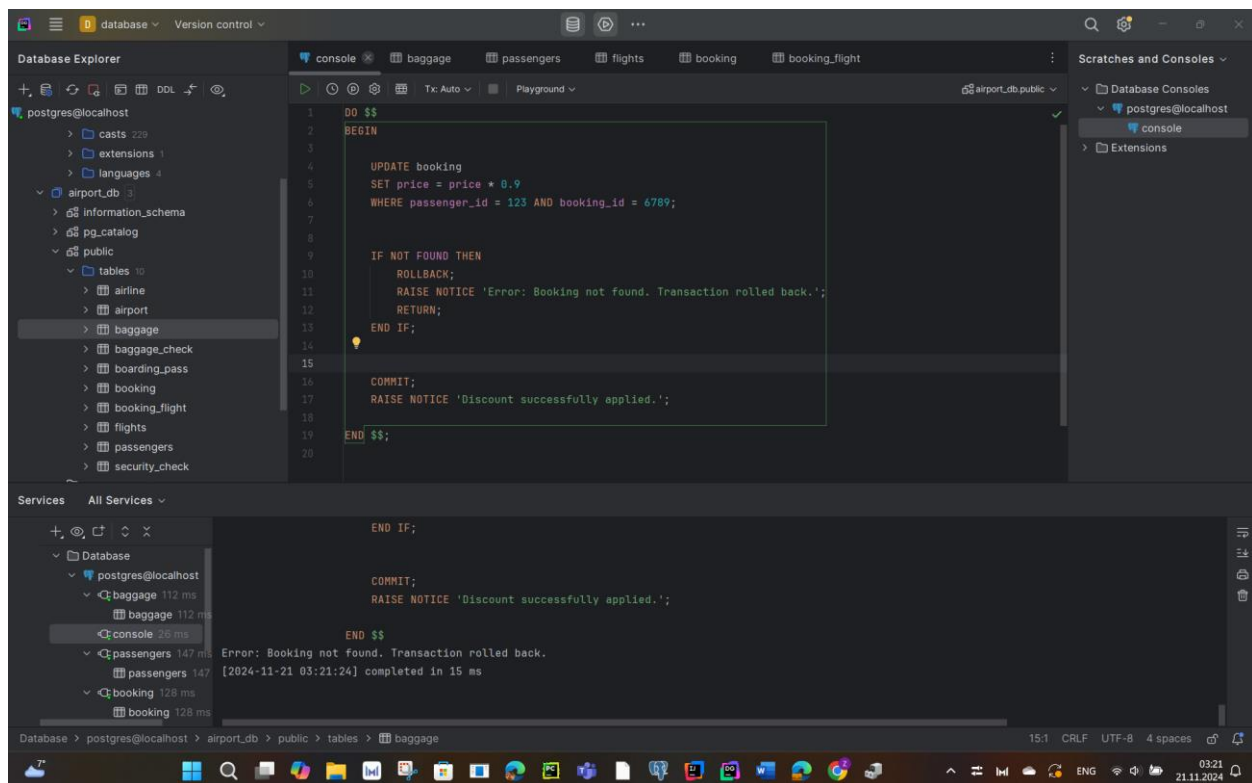 D database Version control
Database Explorer
console baggage passengers flights booking booking_flight
Scratches and Consoles
DDL
Tx: Auto Playground airport_db.public
postgres@localhost
casts 229
extensions 1
languages 4
airport_db 3
information_schema
pg_catalog
public
tables 10
airline
airport
baggage
baggage_check
boarding_pass
booking
booking_flight
flights
passengers
security_check
1 DO $$
2 BEGIN
3
4 UPDATE booking
5 SET price = price * 0.9
6 WHERE passenger_id = 123 AND booking_id = 6789;
7
8
9 IF NOT FOUND THEN
10 ROLLBACK;
11 RAISE NOTICE 'Error: Booking not found. Transaction rolled back.';
12 RETURN;
13 END IF;
14
15
16 COMMIT;
17 RAISE NOTICE 'Discount successfully applied.';
18
19 END $$;
20
Database Consoles
postgres@localhost
console
Extensions
Services All Services
Database
postgres@localhost
baggage 112 ms
baggage 112 ms
console 26 ms
passengers 147 ms
passengers 147
booking 128 ms
booking 128 ms
END IF;
COMMIT;
RAISE NOTICE 'Discount successfully applied.';
END $$
Error: Booking not found. Transaction rolled back.
[2024-11-21 03:21:24] completed in 15 ms
Database > postgres@localhost > airport_db > public > tables > baggage
15:1 CRLF UTF-8 4 spaces
7°
ENG
03:21
21.11.2024